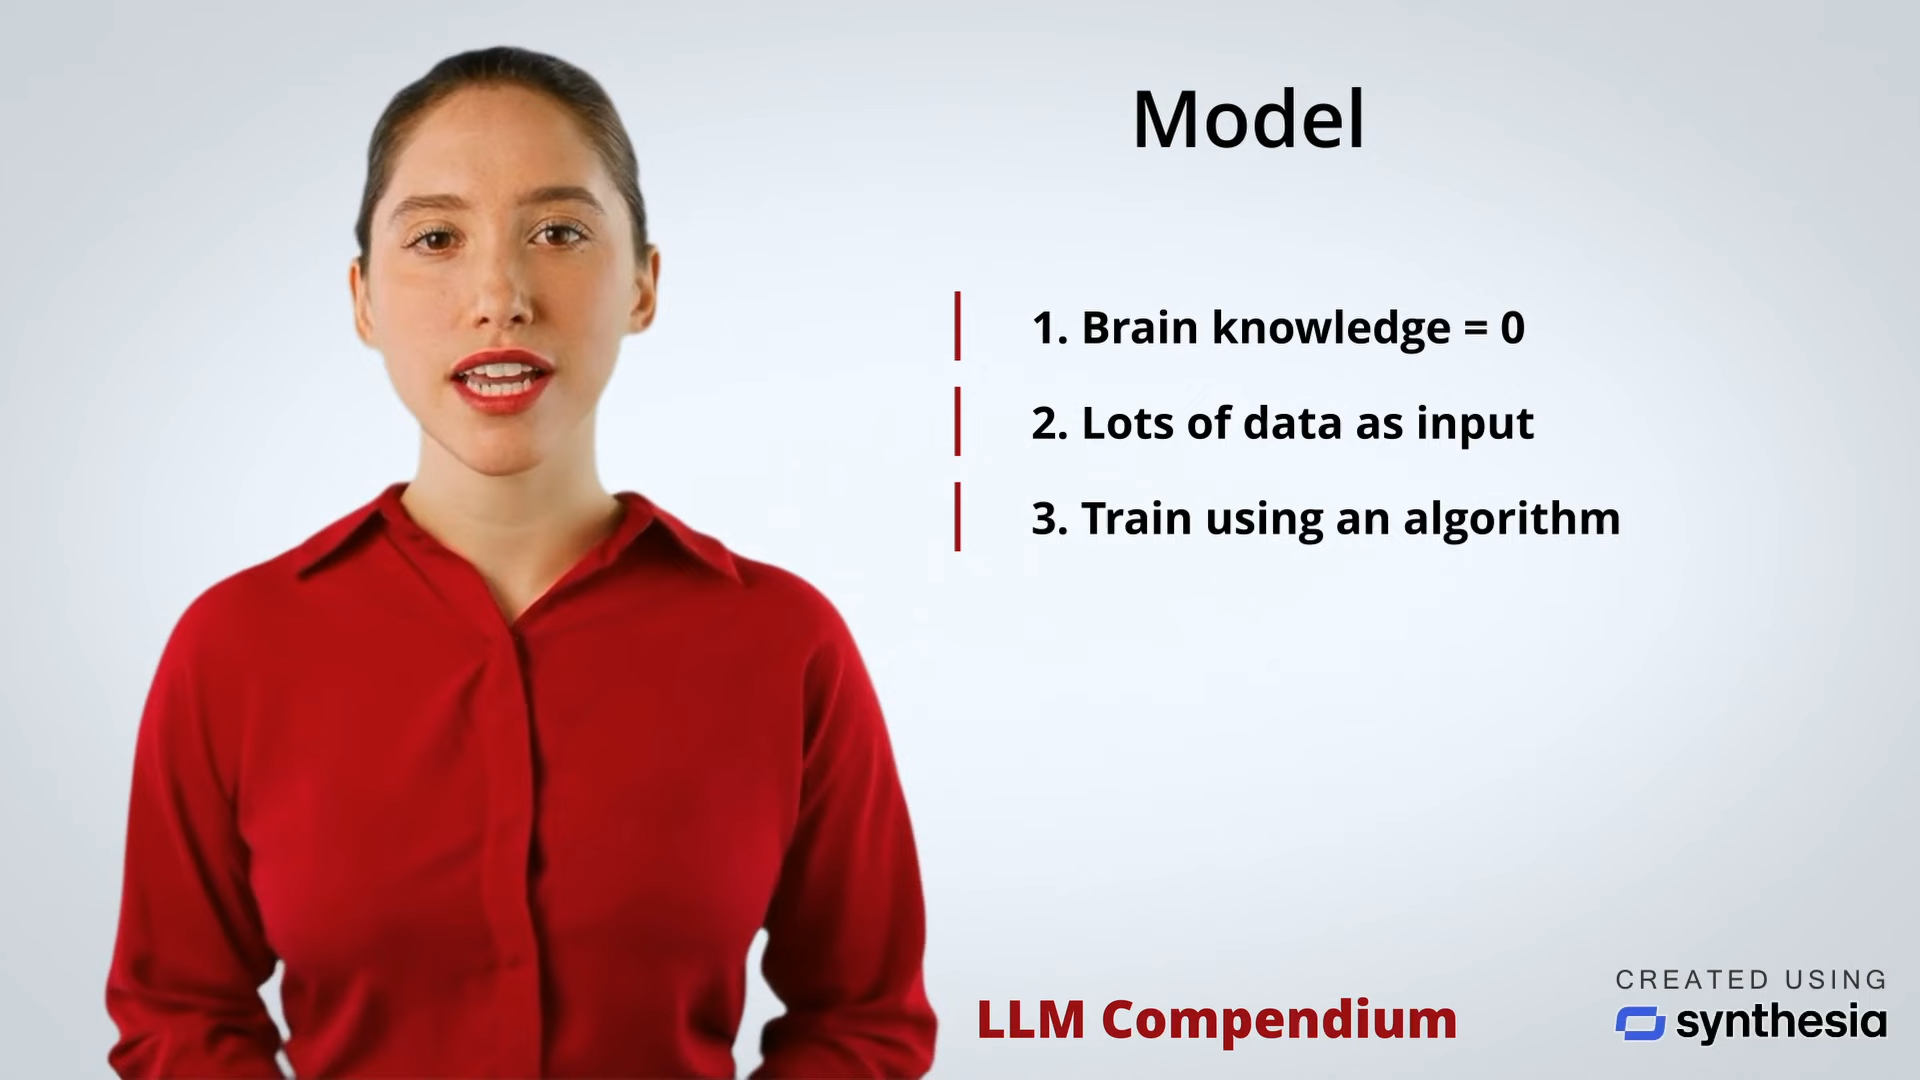 Model
1. Brain knowledge = 0
2. Lots of data as input
3. Train using an algorithm
LLM Compendium
CREATED USING
synthesia